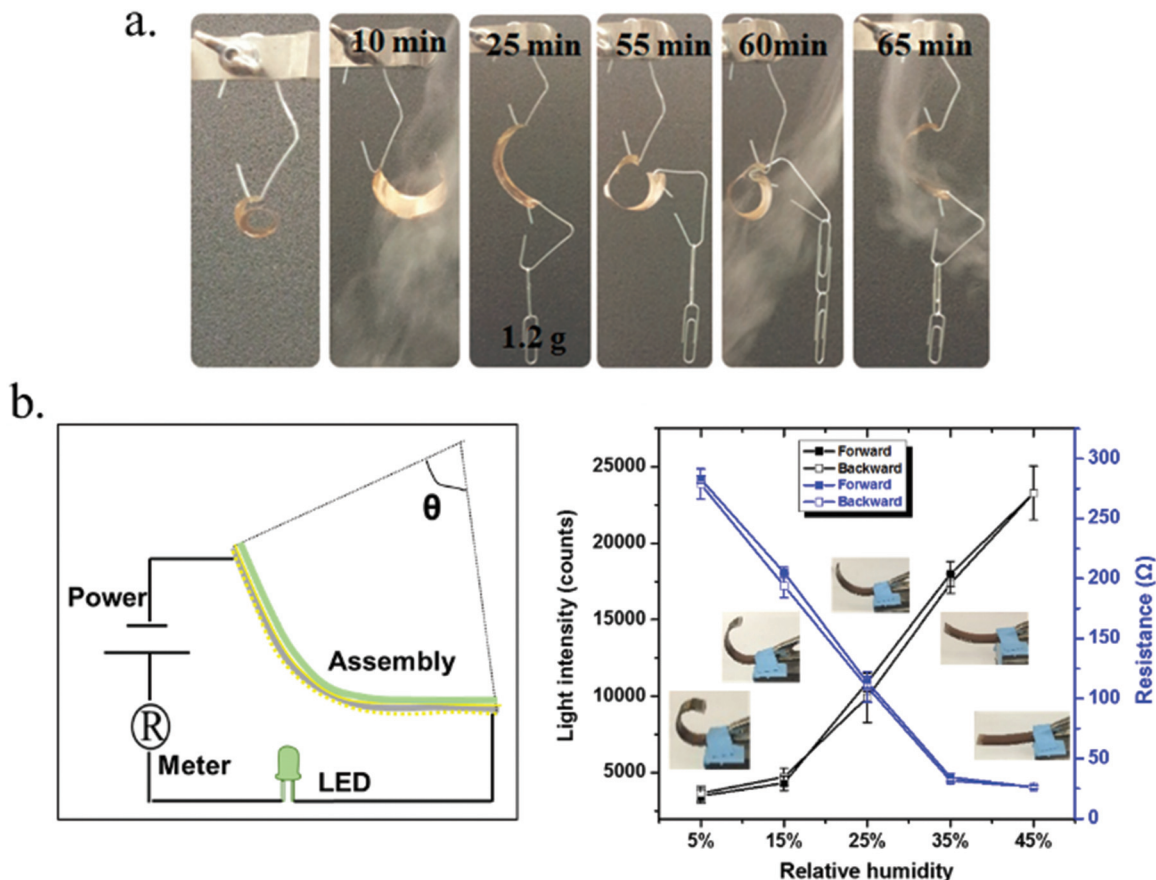 a.
10 min
25 min
55 min
60min
65 min
1.2 g
b.
θ
Power
Assembly
R
Meter
LED
Forward
Backward
Forward
Backward
Light intensity (counts)
25000
20000
15000
10000
5000
300
250
200
150
100
50
0
Resistance (Ω)
5% 15% 25% 35% 45%
Relative humidity